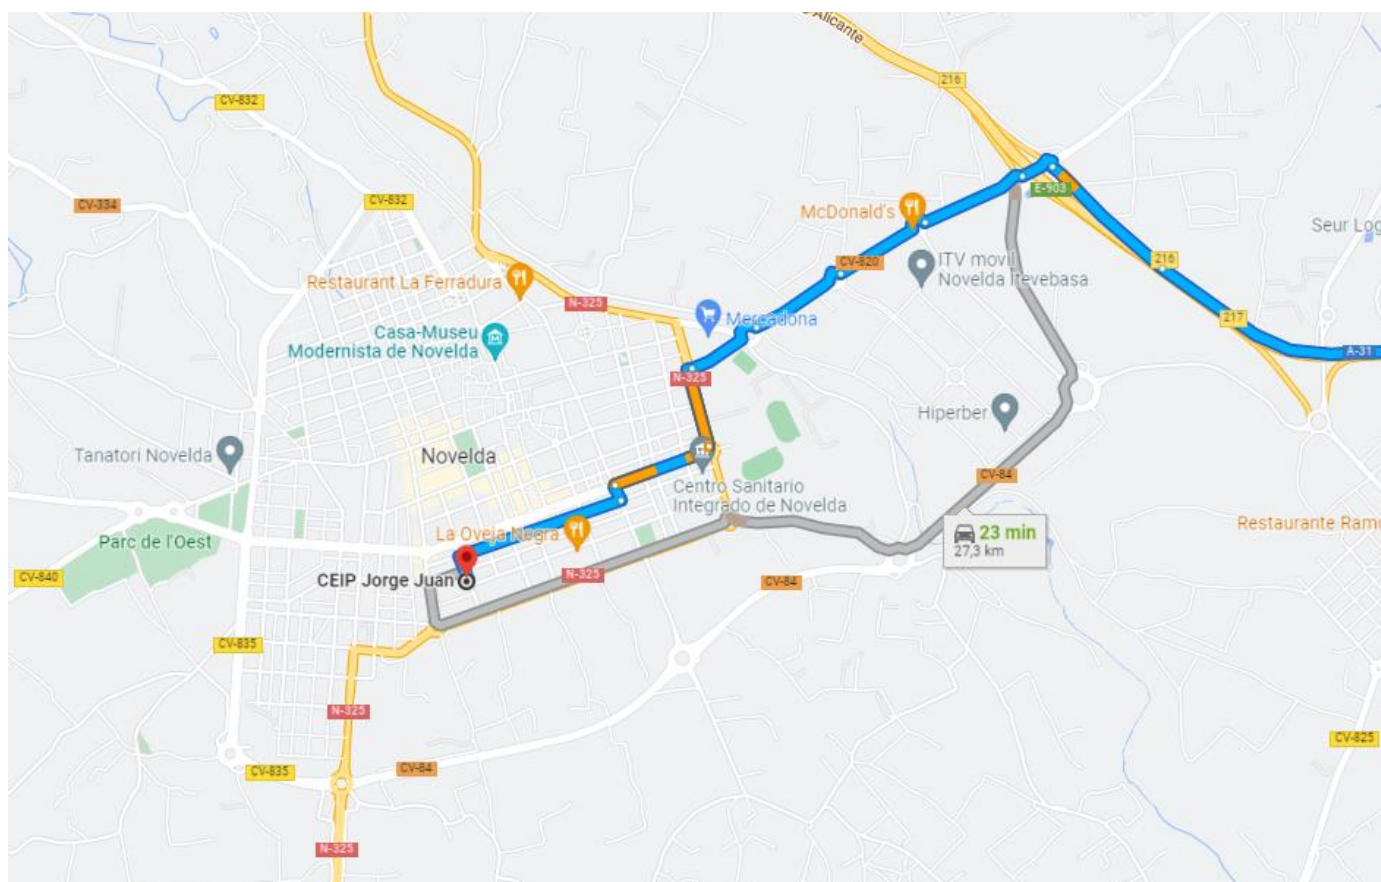 Alicante
216
CV-832
E-903
CV-334
CV-832
McDonald's
Seur Log
CV-820
ITV movil
Novelda Itevebasa
216
Restaurant La Ferradura
N-325
Mercadona
217
Casa-Museu
Modernista de Novelda
A-31
N-325
Hiperber
Tanatori Novelda
Novelda
CV-84
Centro Sanitario
Integrado de Novelda
Restaurante Ramo
La Oveja Negra
23 min
27,3 km
Parc de l'Oest
CEIP Jorge Juan
N-325
CV-84
CV-840
CV-835
N-325
CV-825
CV-835
CV-84
N-325